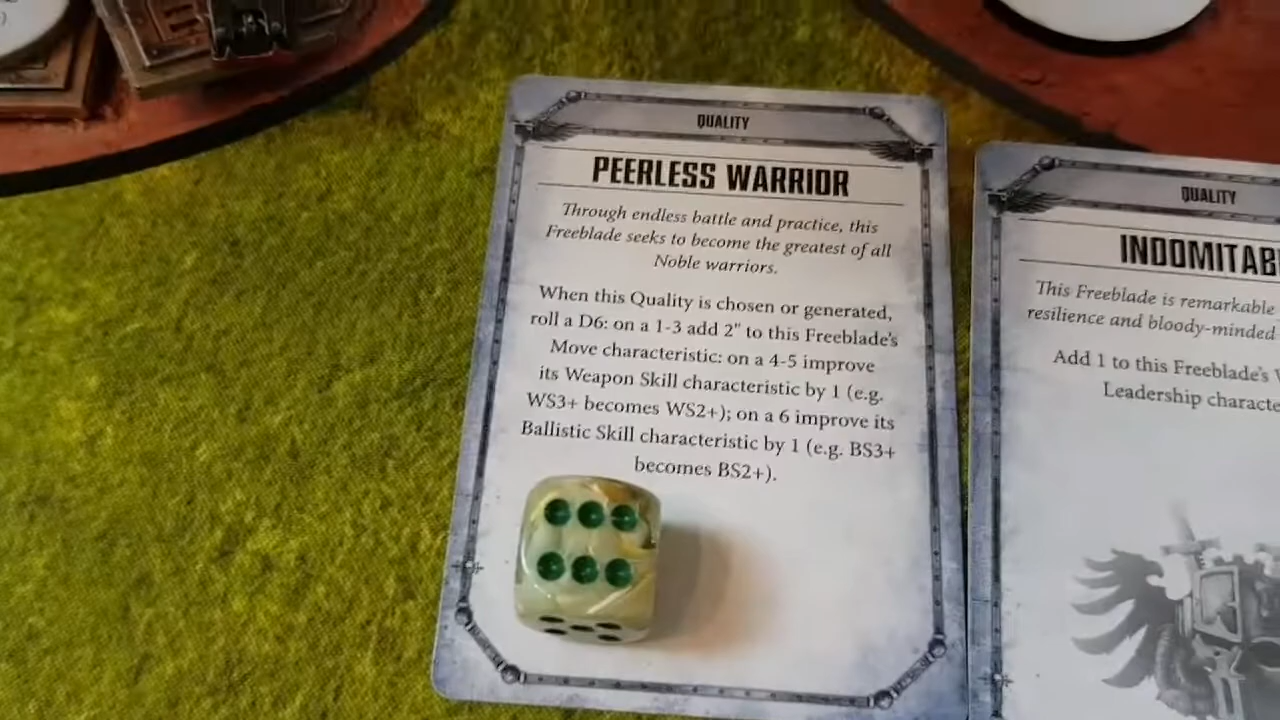 QUALITY
PEERLESS WARRIOR
Through endless battle and practice, this
Freeblade seeks to become the greatest of all
Noble warriors.
When this Quality is chosen or generated,
roll a D6: on a 1-3 add 2" to this Freeblade's
Move characteristic: on a 4-5 improve
its Weapon Skill characteristic by 1 (e.g.
WS3+ becomes WS2+); on a 6 improve its
Ballistic Skill characteristic by 1 (e.g. BS3+
becomes BS2+).
QUALITY
This Freeblade is remarkable
resilience and bloody-minded
Add 1 to this Freeblade's
Leadership